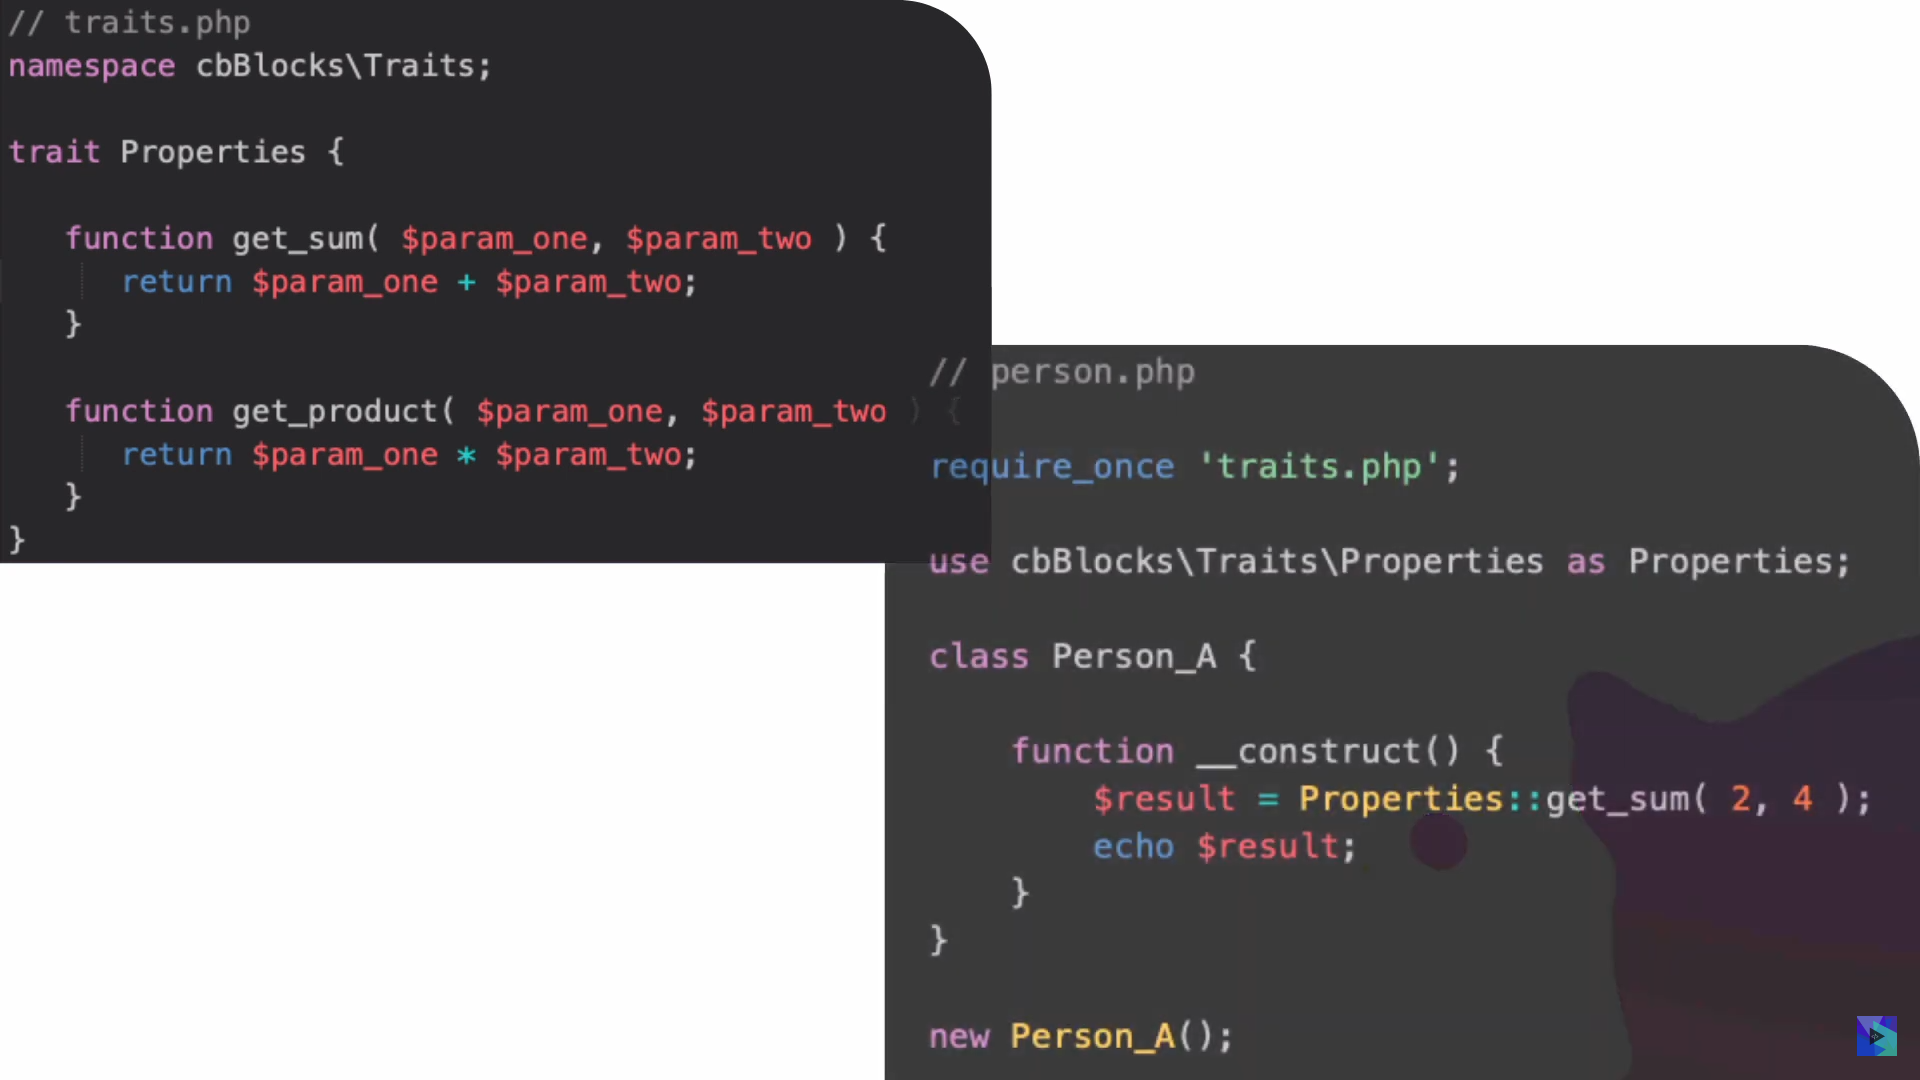 // traits.php
namespace cbBlocks\Traits;
trait Properties {
function get_sum( $param_one, $param_two ) {
return $param_one + $param_two;
}
function get_product( $param_one, $param_two ) {
return $param_one * $param_two;
}
}
// person.php
require_once 'traits.php';
use cbBlocks\Traits\Properties as Properties;
class Person_A {
function __construct() {
$result = Properties::get_sum( 2, 4 );
echo $result;
}
}
new Person_A();